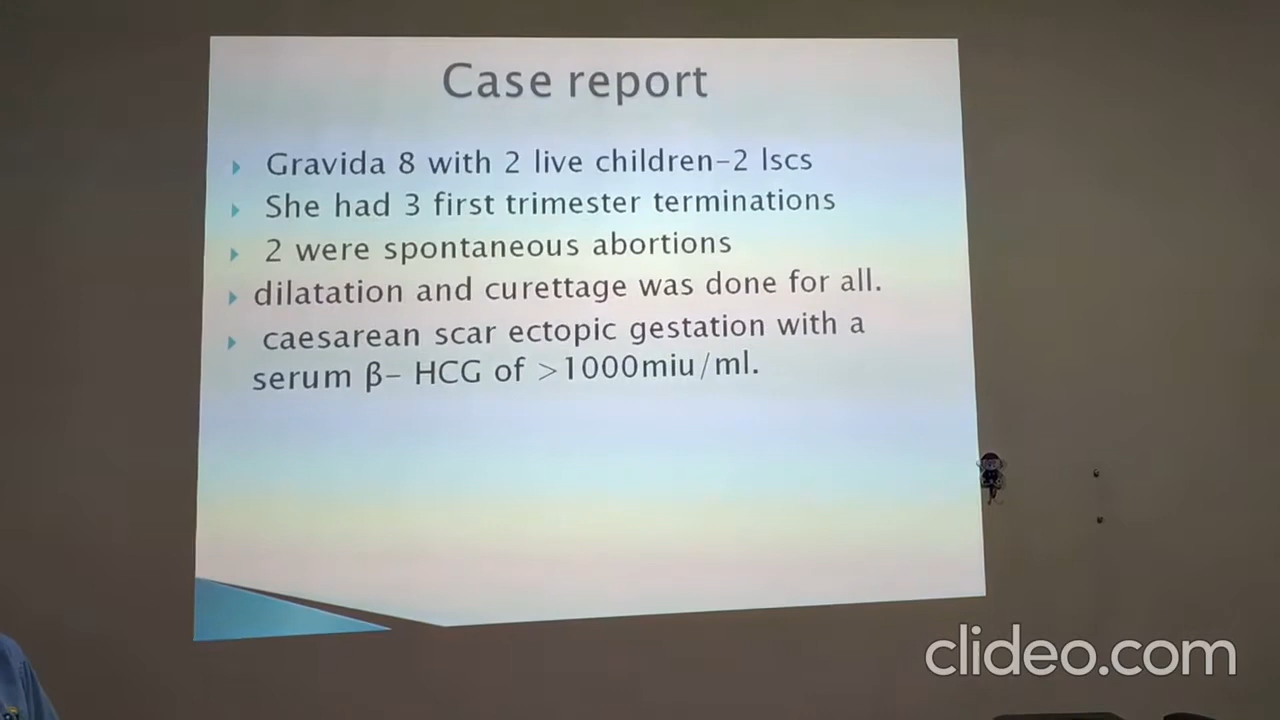 Case report
Gravida 8 with 2 live children-2 lscs
She had 3 first trimester terminations
2 were spontaneous abortions
dilatation and curettage was done for all.
caesarean scar ectopic gestation with a
serum β- HCG of >1000miu/ml.
clideo.com